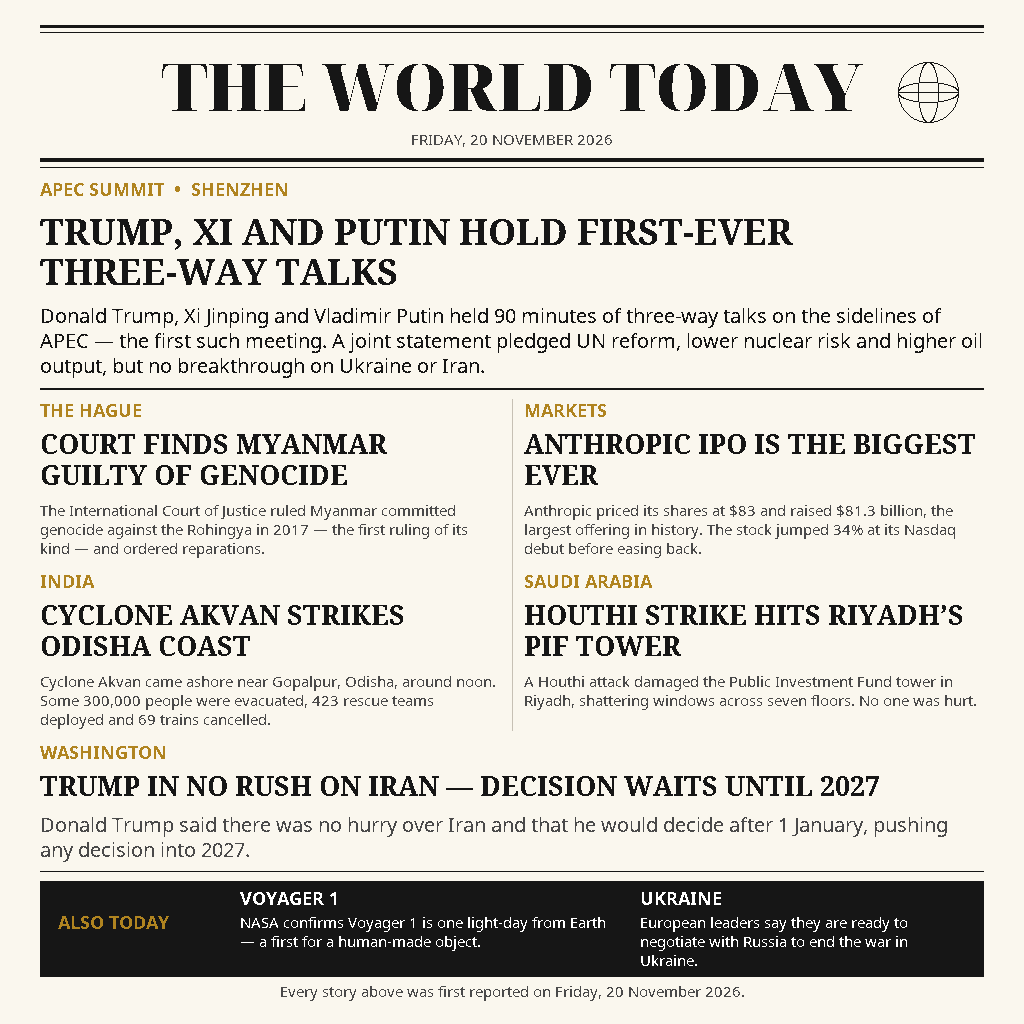 THE WORLD TODAY
FRIDAY, 20 NOVEMBER 2026
APEC SUMMIT • SHENZHEN
TRUMP, XI AND PUTIN HOLD FIRST-EVER
THREE-WAY TALKS
Donald Trump, Xi Jinping and Vladimir Putin held 90 minutes of three-way talks on the sidelines of
APEC — the first such meeting. A joint statement pledged UN reform, lower nuclear risk and higher oil
output, but no breakthrough on Ukraine or Iran.
THE HAGUE
COURT FINDS MYANMAR
GUILTY OF GENOCIDE
The International Court of Justice ruled Myanmar committed
genocide against the Rohingya in 2017 — the first ruling of its
kind — and ordered reparations.
MARKETS
ANTHROPIC IPO IS THE BIGGEST
EVER
Anthropic priced its shares at $83 and raised $81.3 billion, the
largest offering in history. The stock jumped 34% at its Nasdaq
debut before easing back.
INDIA
CYCLONE AKVAN STRIKES
ODISHA COAST
Cyclone Akvan came ashore near Gopalpur, Odisha, around noon.
Some 300,000 people were evacuated, 423 rescue teams
deployed and 69 trains cancelled.
SAUDI ARABIA
HOUTHI STRIKE HITS RIYADH’S
PIF TOWER
A Houthi attack damaged the Public Investment Fund tower in
Riyadh, shattering windows across seven floors. No one was hurt.
WASHINGTON
TRUMP IN NO RUSH ON IRAN — DECISION WAITS UNTIL 2027
Donald Trump said there was no hurry over Iran and that he would decide after 1 January, pushing
any decision into 2027.
ALSO TODAY
VOYAGER 1
NASA confirms Voyager 1 is one light-day from Earth
— a first for a human-made object.
UKRAINE
European leaders say they are ready to
negotiate with Russia to end the war in
Ukraine.
Every story above was first reported on Friday, 20 November 2026.